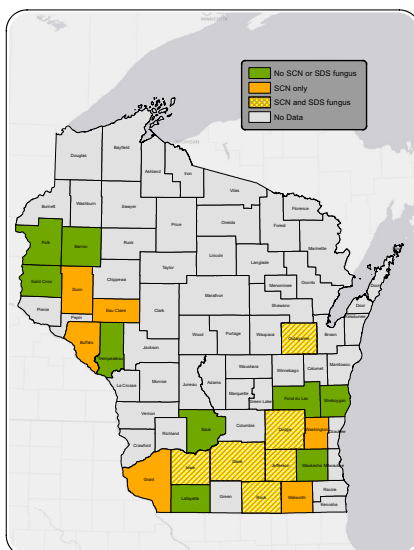 MINNESOTA
No SCN or SDS fungus
SCN only
SCN and SDS fungus
No Data
Douglas
Bayfield
Ashland
Iron
Vilas
Burnett
Washburn
Sawyer
Price
Oneida
Forest
Florence
Marinette
Polk
Barron
Rusk
Lincoln
Langlade
Taylor
Oconto
Saint Croix
Dunn
Chippewa
Marathon
Menominee
Door
Pierce
Pepin
Eau Claire
Clark
Shawano
Kewaunee
Buffalo
Trempealeau
Jackson
Wood
Portage
Waupaca
Outagamie
Brown
Manitowoc
La Crosse
Monroe
Juneau
Adams
Waushara
Winnebago
Calumet
Marquette
Green Lake
Fond du Lac
Sheboygan
Vernon
Richland
Sauk
Columbia
Dodge
Washington
Ozaukee
Crawford
Grant
Iowa
Dane
Jefferson
Waukesha
Milwaukee
Lafayette
Green
Rock
Walworth
Racine
Kenosha